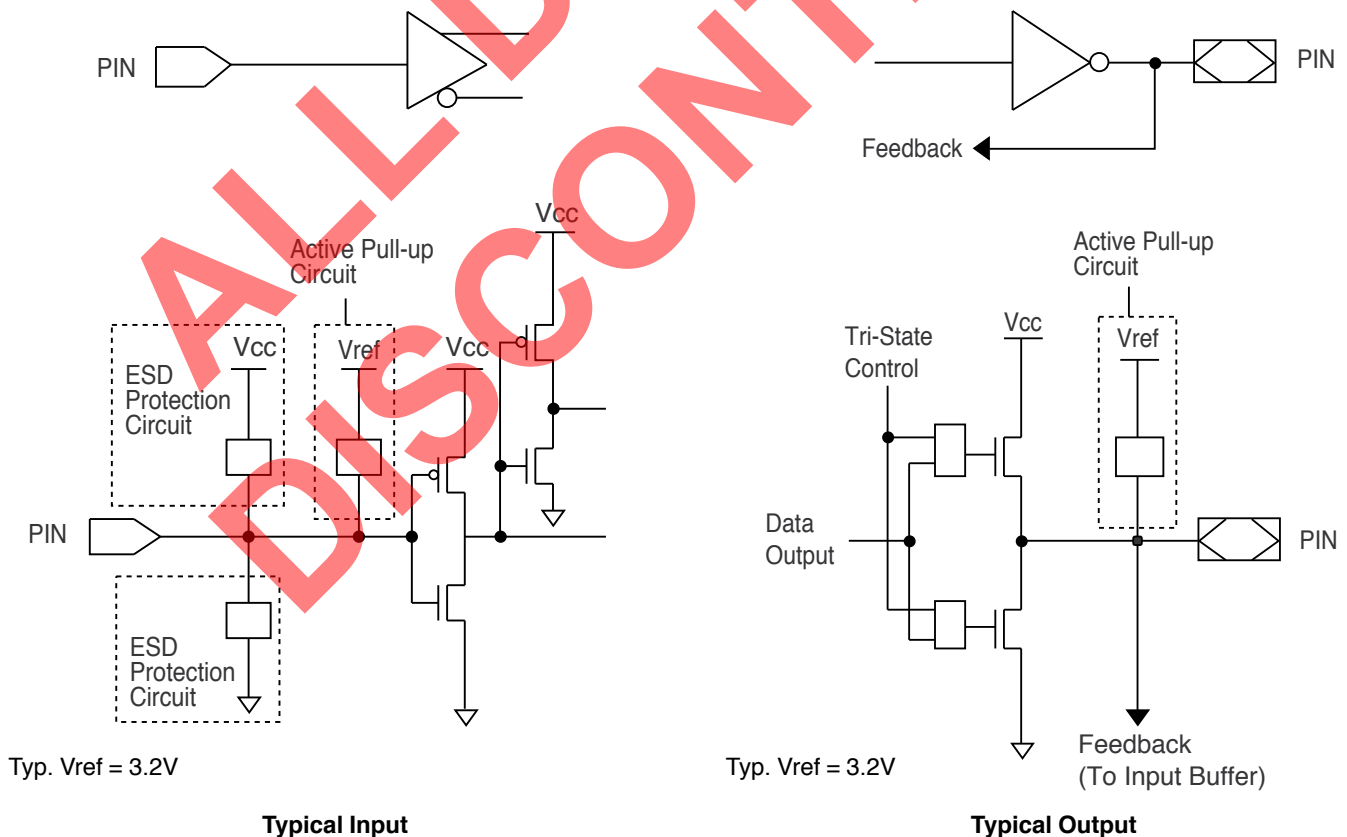 PIN
PIN
Feedback
Vcc
Active Pull-up
Circuit
Vcc
Vref
Vcc
ESD
Protection
Circuit
PIN
ESD
Protection
Circuit
Typ. Vref = 3.2V
Typical Input
Active Pull-up
Circuit
Tri-State
Control
Vcc
Vref
Data
Output
PIN
Feedback
(To Input Buffer)
Typ. Vref = 3.2V
Typical Output
ALL D
DISCONT